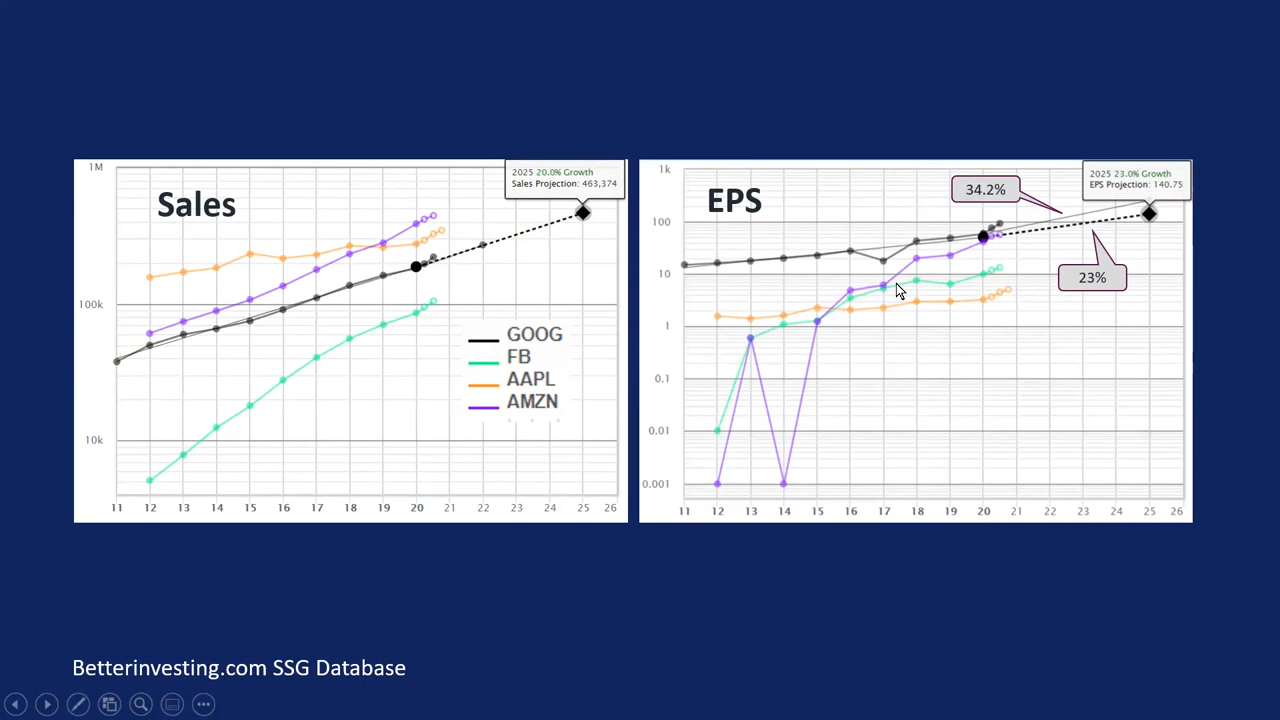 1M
Sales
2025 20.0% Growth
Sales Projection: 463,374
100k
10k
GOOG
FB
AAPL
AMZN
11 12 13 14 15 16 17 18 19 20 21 22 23 24 25 26
1k
EPS
34.2%
2025 23.0% Growth
EPS Projection: 140.75
100
23%
10
1
0.1
0.01
0.001
11 12 13 14 15 16 17 18 19 20 21 22 23 24 25 26
Betterinvesting.com SSG Database